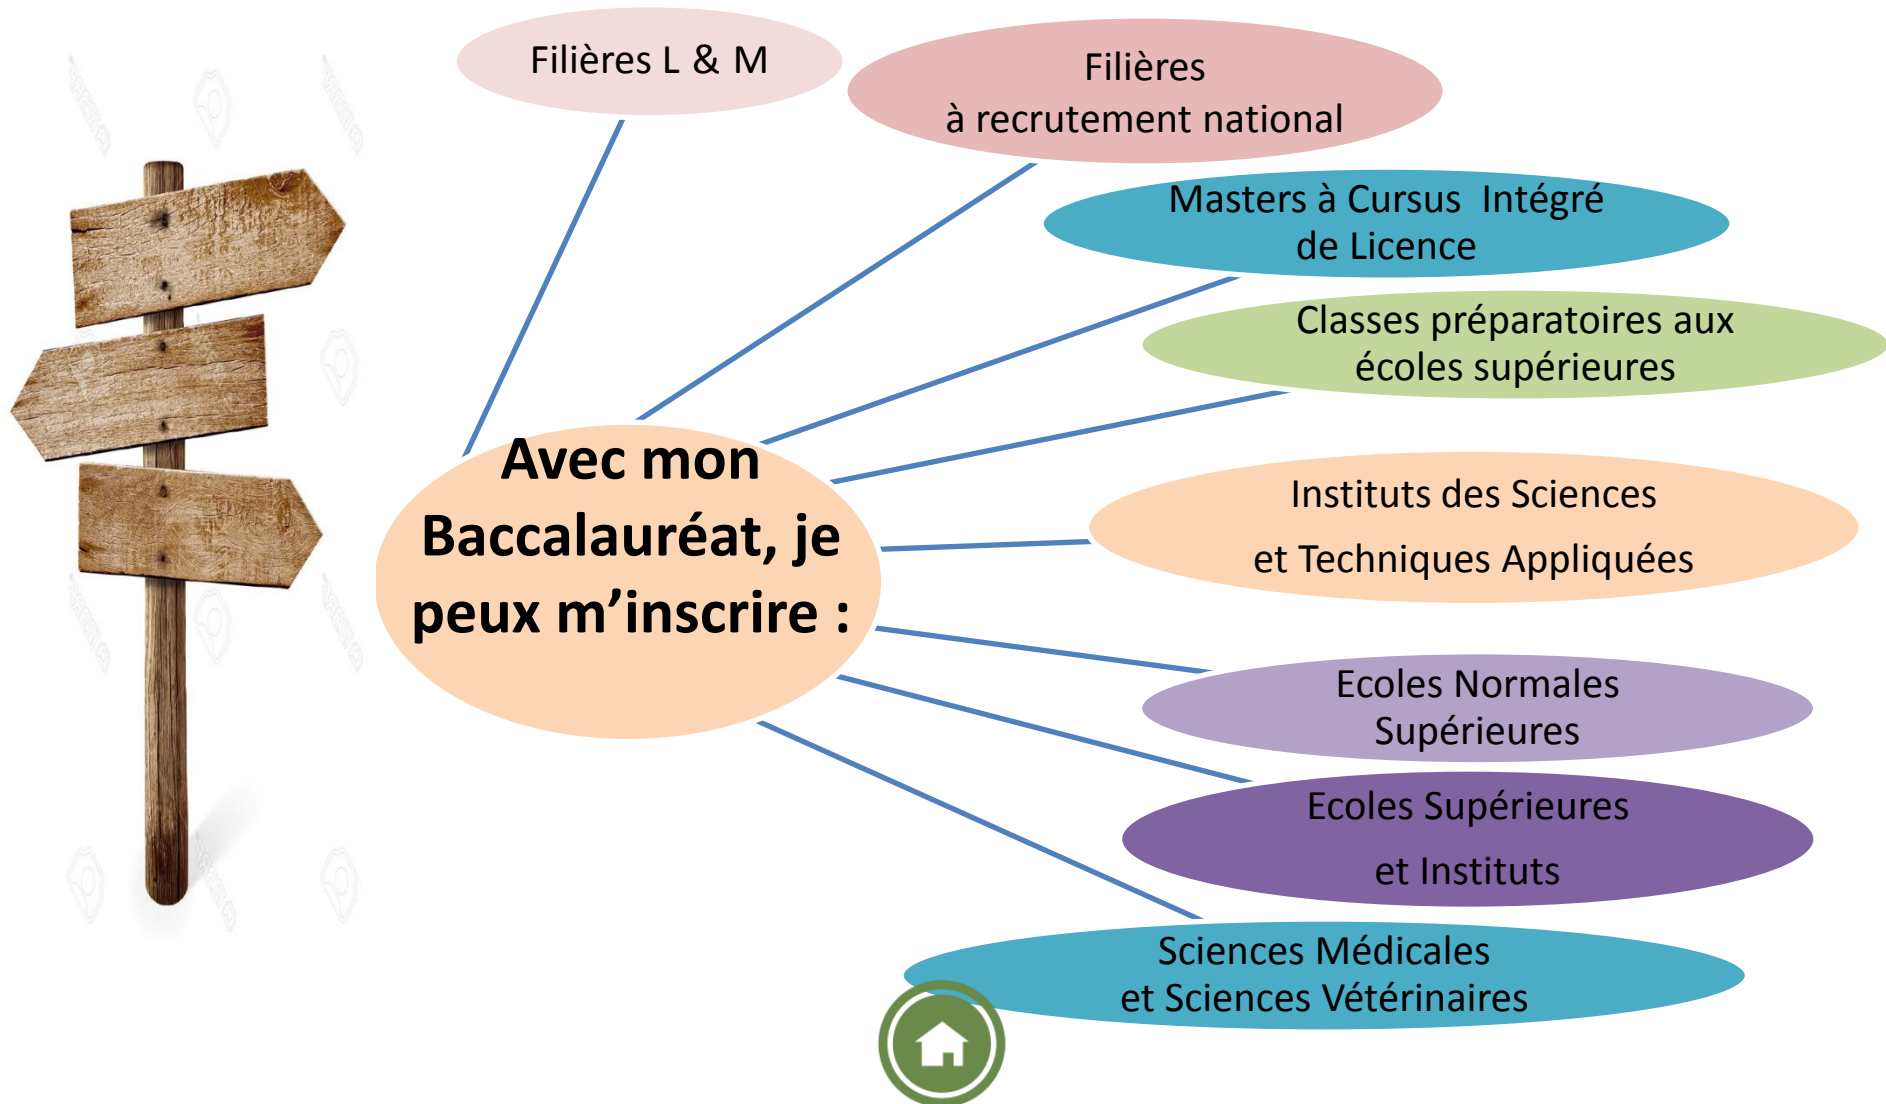 Filières L & M
Filières
à recrutement national
Masters à Cursus Intégré
de Licence
Classes préparatoires aux
écoles supérieures
Avec mon
Baccalauréat, je
peux m’inscrire :
Instituts des Sciences
et Techniques Appliquées
Ecoles Normales
Supérieures
Ecoles Supérieures
et Instituts
Sciences Médicales
et Sciences Vétérinaires